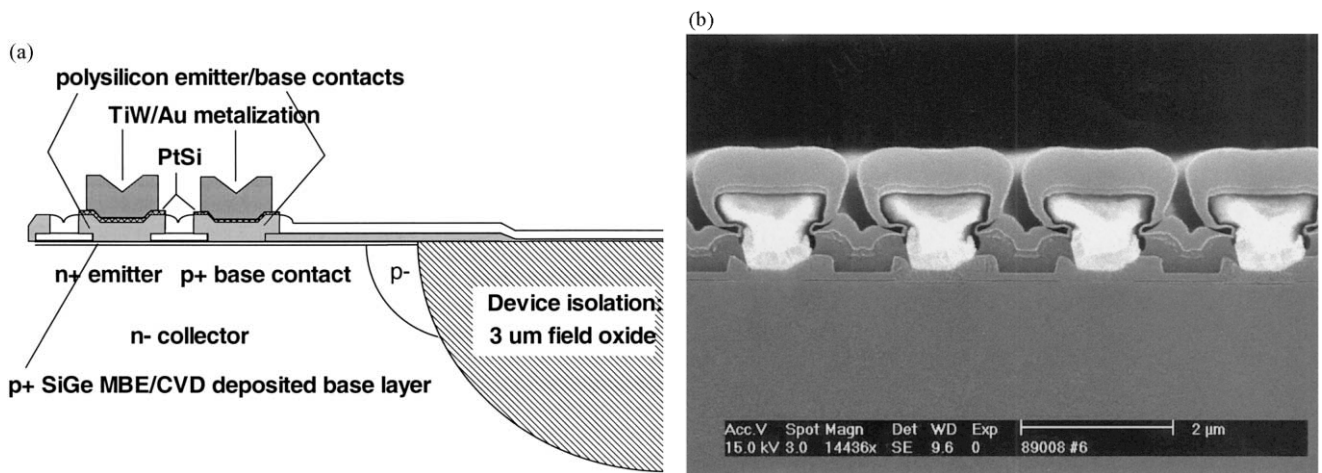 (a)
polysilicon emitter/base contacts
TiW/Au metalization
PtSi
n+ emitter
p+ base contact
p-
n- collector
Device isolation:
3 um field oxide
p+ SiGe MBE/CVD deposited base layer
(b)
Acc.V Spot Magn Det WD Exp
15.0 kV 3.0 14436x SE 9.6 0
2 µm
89008 #6